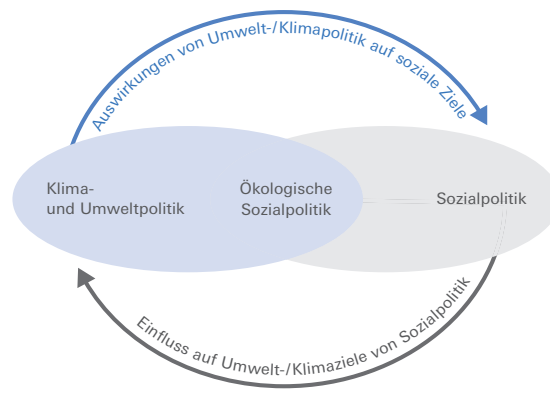 Auswirkungen von Umwelt-/Klimapolitik auf soziale Ziele
Klima-
und Umweltpolitik
Ökologische
Sozialpolitik
Sozialpolitik
Einfluss auf Umwelt-/Klimaziele von Sozialpolitik